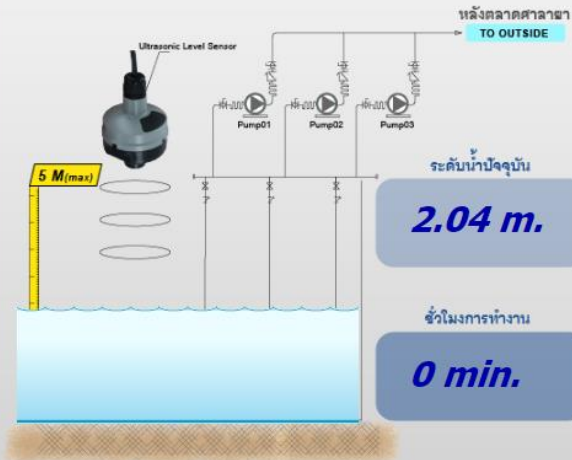 หลังตลาดศาลายา
TO OUTSIDE
Ultrasonic Level Sensor
Pump01
Pump02
Pump03
5 M(max)
ระดับน้ำปัจจุบัน
2.04 m.
ชั่วโมงการทำงาน
0 min.